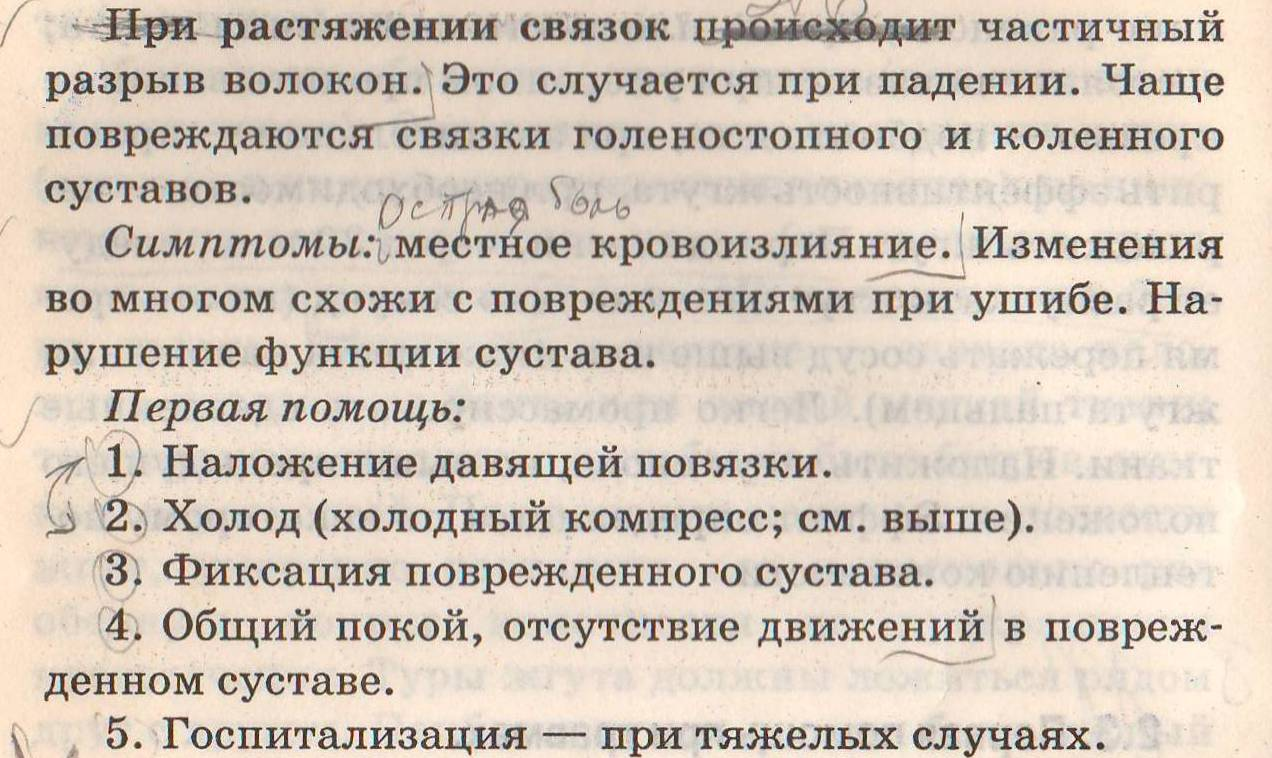 При растяжении связок происходит частичный
разрыв волокон. Это случается при падении. Чаще
повреждаются связки голеностопного и коленного
суставов.
острая боль
Симптомы: местное кровоизлияние. Изменения
во многом схожи с повреждениями при ушибе. На-
рушение функции сустава.
Первая помощь:
1. Наложение давящей повязки.
2. Холод (холодный компресс; см. выше).
3. Фиксация поврежденного сустава.
4. Общий покой, отсутствие движений в повреж-
денном суставе.
5. Госпитализация — при тяжелых случаях.